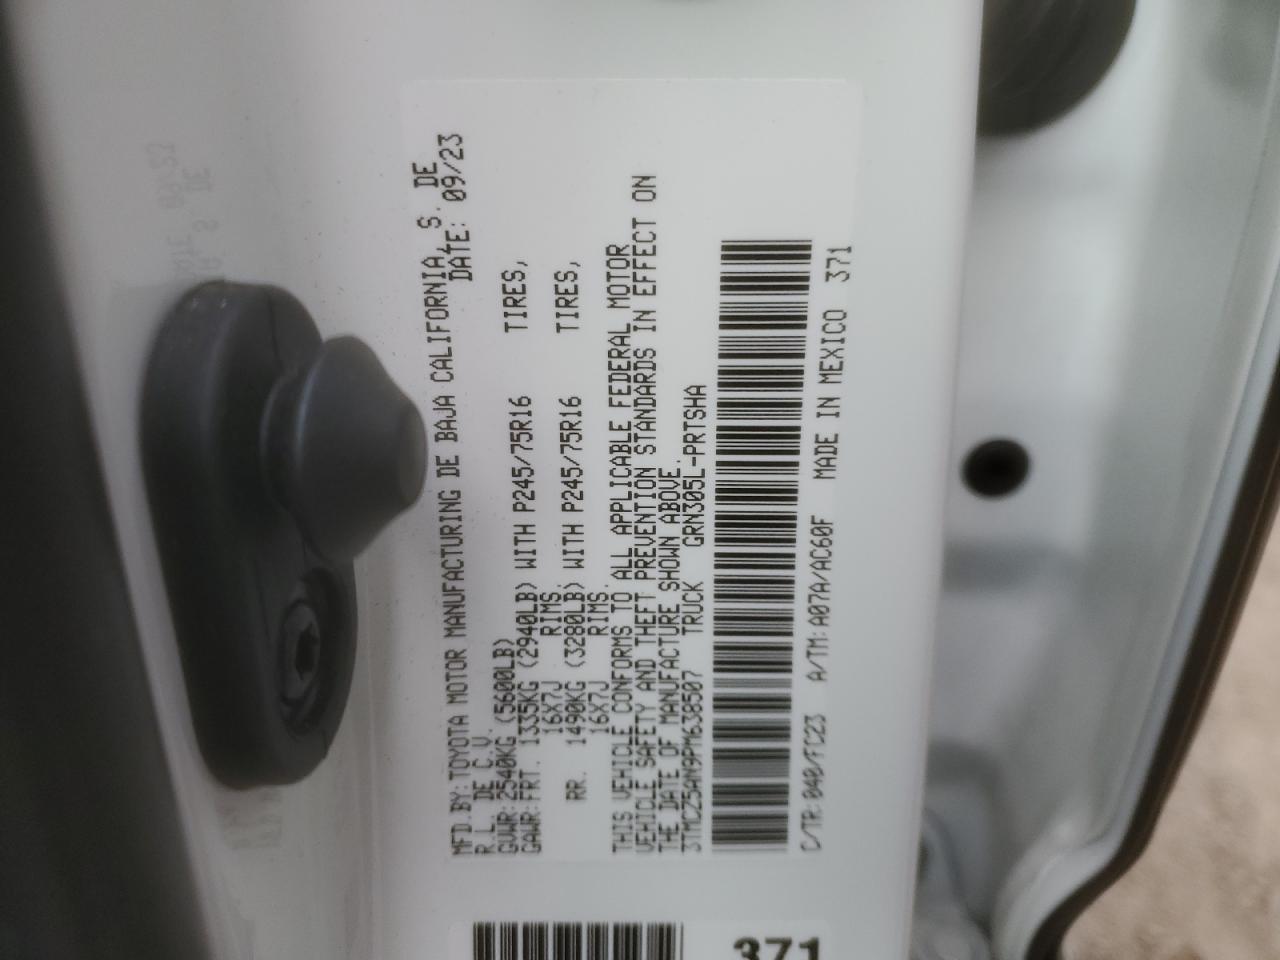 MFD.BY: TOYOTA MOTOR MANUFACTURING DE BAJA CALIFORNIA, S. DE
R.L. DE C.V. DATE: 09/23
GVWR: 2540KG (5600LB)
GAWR: FRT. 1335KG (2940LB) WITH P245/75R16 TIRES,
16X7J RIMS.
RR. 1490KG (3280LB) WITH P245/75R16 TIRES,
16X7J RIMS.
THIS VEHICLE CONFORMS TO ALL APPLICABLE FEDERAL MOTOR
VEHICLE SAFETY AND THEFT PREVENTION STANDARDS IN EFFECT ON
THE DATE OF MANUFACTURE SHOWN ABOVE.
3TMCZ5AN9PM638507 TRUCK GRN305L-PRTSHA
C/TR: 040/FC23 A/TM: A07A/AC60F MADE IN MEXICO 371
371